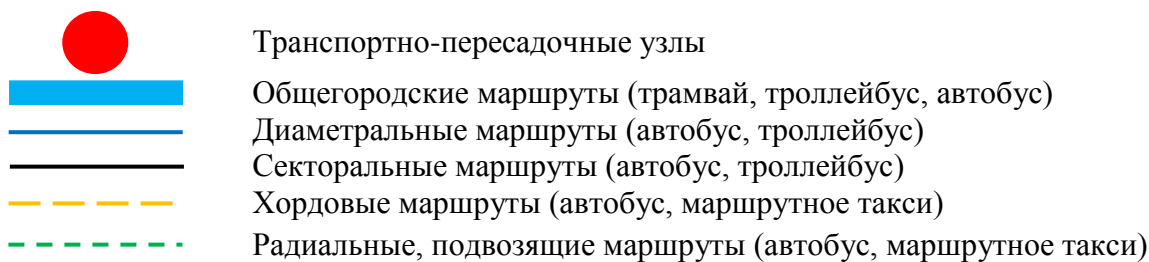 Транспортно-пересадочные узлы
Общегородские маршруты (трамвай, троллейбус, автобус)
Диаметральные маршруты (автобус, троллейбус)
Секторальные маршруты (автобус, троллейбус)
Хордовые маршруты (автобус, маршрутное такси)
Радиальные, подвозящие маршруты (автобус, маршрутное такси)